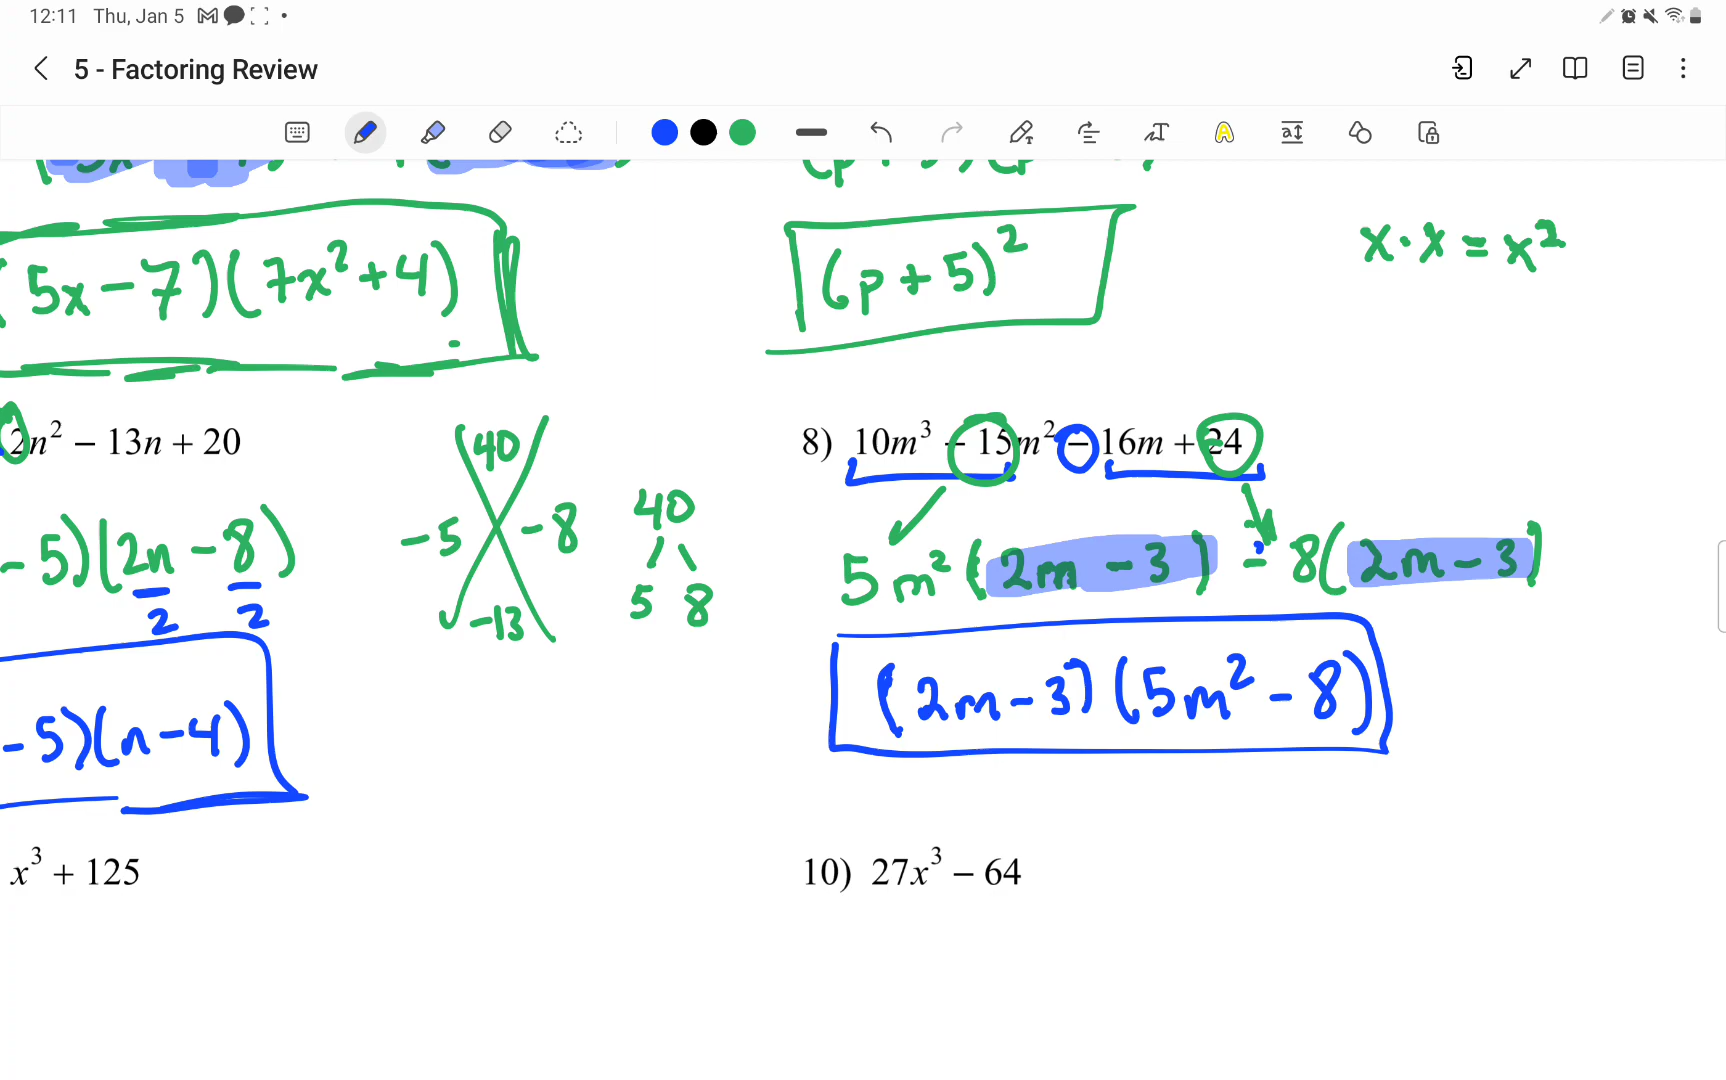 12:11 Thu, Jan 5
5 - Factoring Review
(5x - 7)(7x² + 4)
(p + 5)²
x · x = x²
2n² − 13n + 20
40
-5 -8
-13
40
5 8
- 5)(2n - 8)
2 2
- 5)(n - 4)
8) 10m³ − 15m² − 16m + 24
5m²(2m - 3) - 8(2m - 3)
(2m - 3)(5m² - 8)
x³ + 125
10) 27x³ − 64